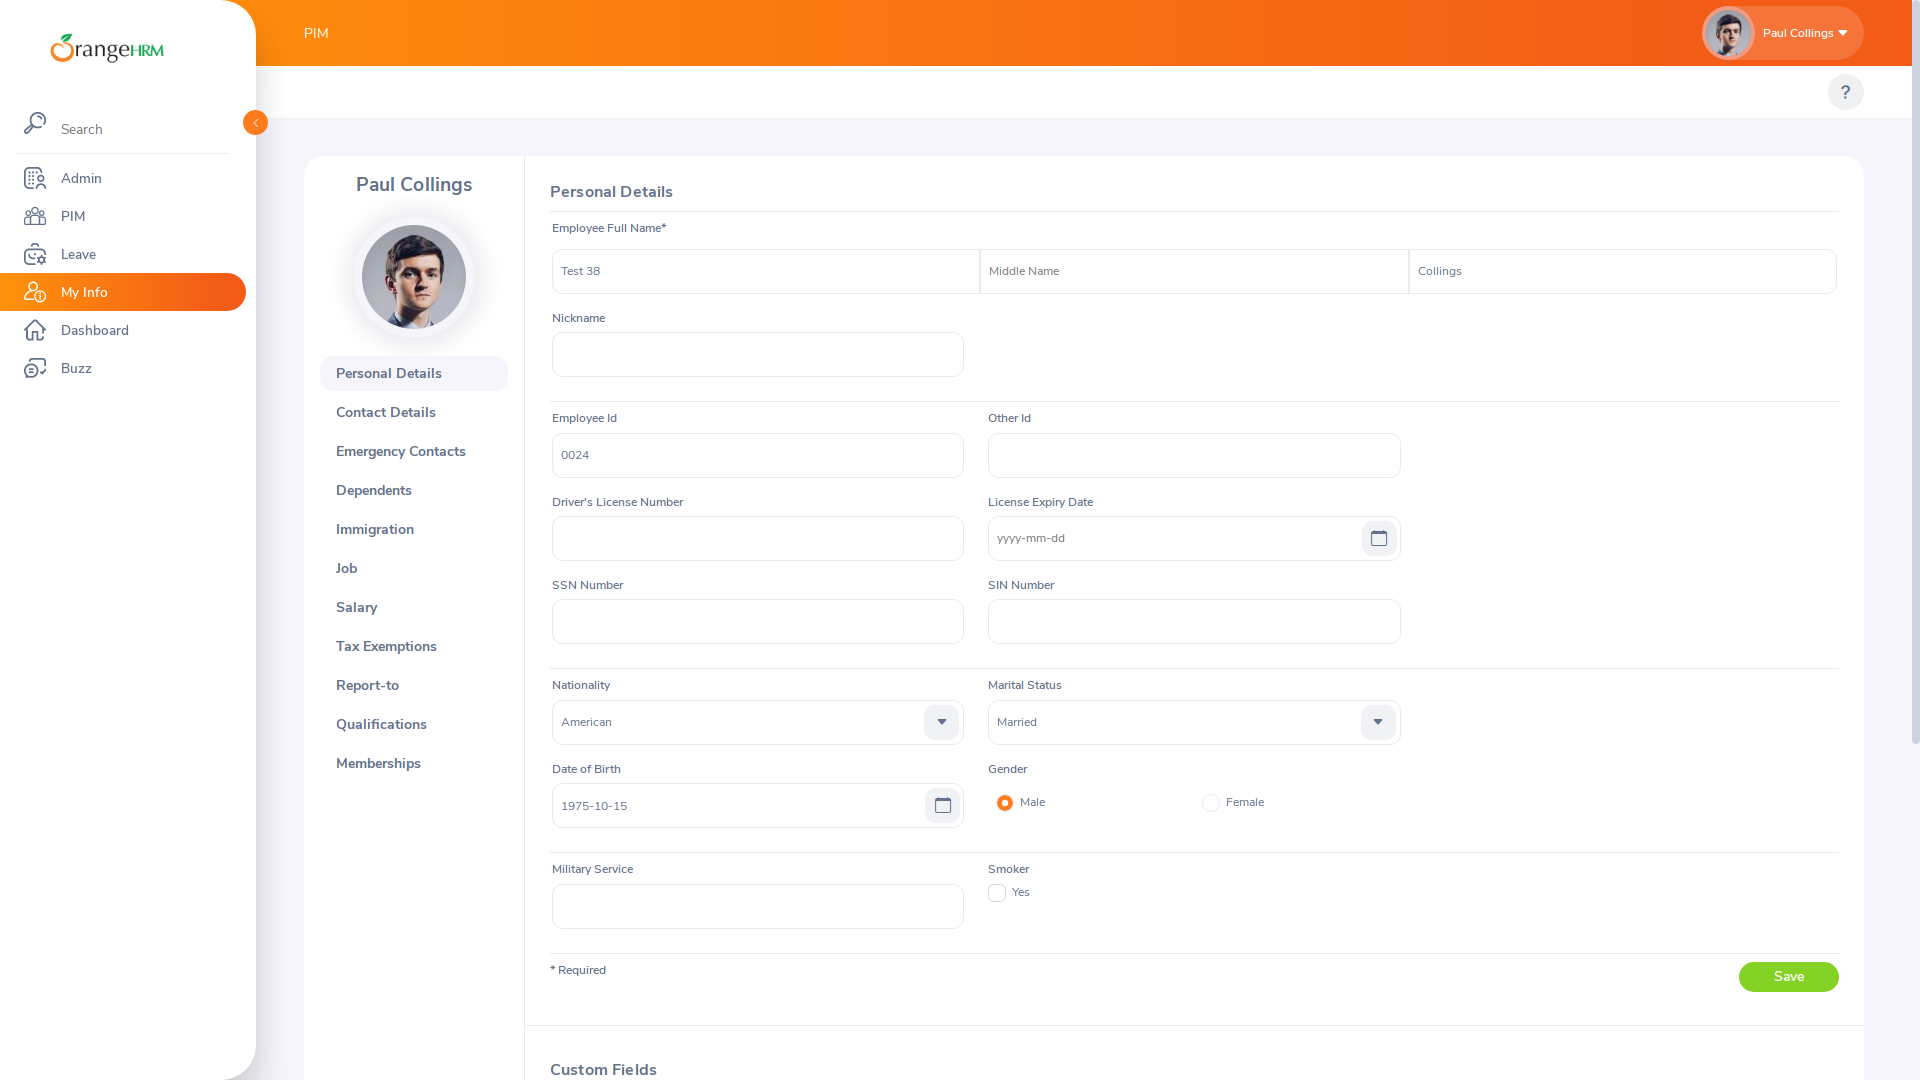 OrangeHRM
PIM
Paul Collings
?
Search
Admin
PIM
Leave
My Info
Dashboard
Buzz
Paul Collings
Personal Details
Contact Details
Emergency Contacts
Dependents
Immigration
Job
Salary
Tax Exemptions
Report-to
Qualifications
Memberships
Personal Details
Employee Full Name*
Test 38 Middle Name Collings
Nickname
Employee Id Other Id
0024
Driver's License Number License Expiry Date
yyyy-mm-dd
SSN Number SIN Number
Nationality Marital Status
American Married
Date of Birth Gender
1975-10-15 Male Female
Military Service Smoker
Yes
* Required Save
Custom Fields